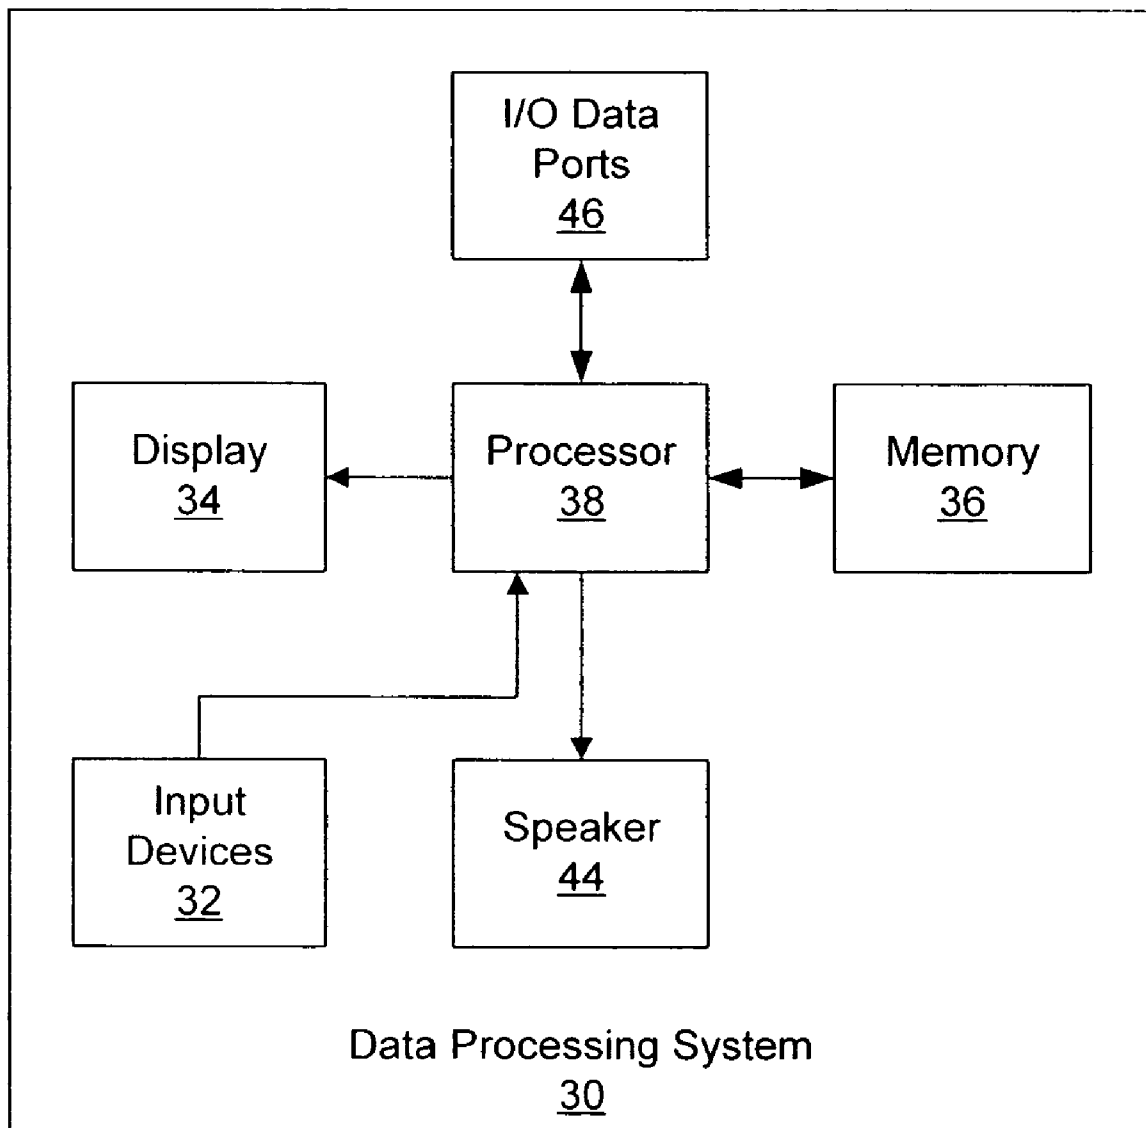 I/O Data
Ports
46
Display
34
Processor
38
Memory
36
Input
Devices
32
Speaker
44
Data Processing System
30